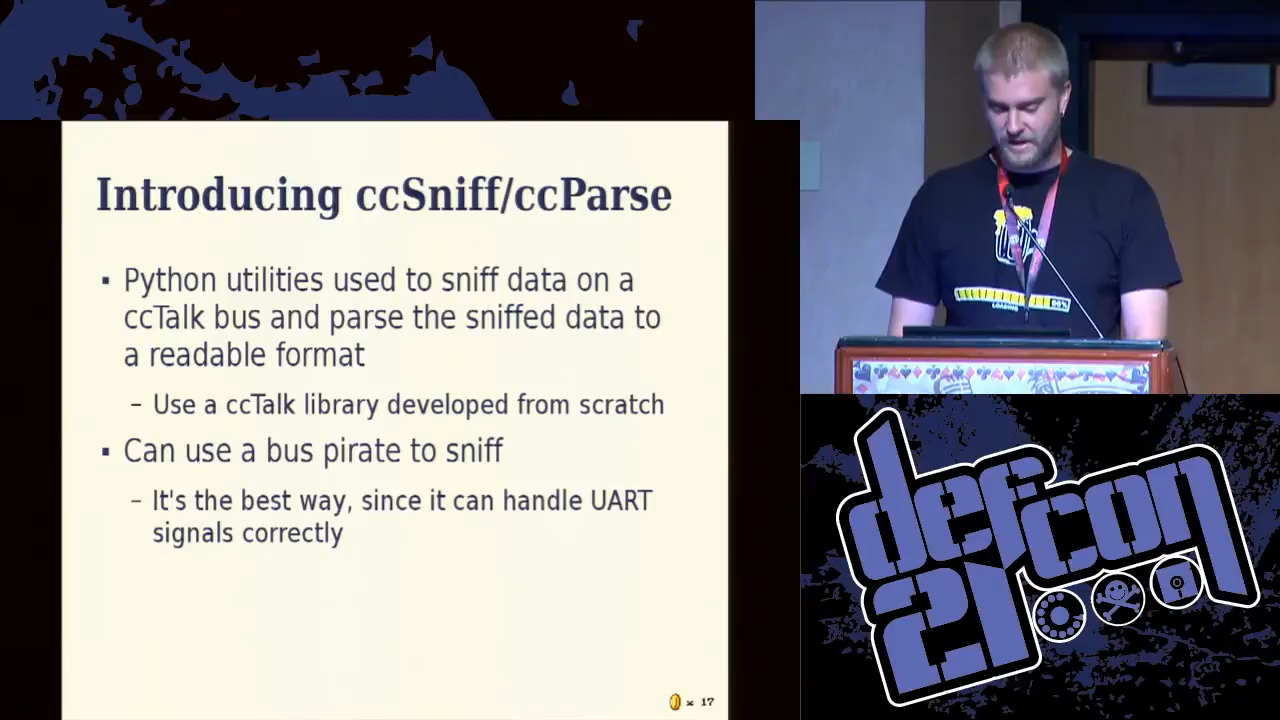 Introducing ccSniff/ccParse
▪ Python utilities used to sniff data on a
ccTalk bus and parse the sniffed data to
a readable format
– Use a ccTalk library developed from scratch
▪ Can use a bus pirate to sniff
– It's the best way, since it can handle UART
signals correctly
× 17
LOADING
defcon
21